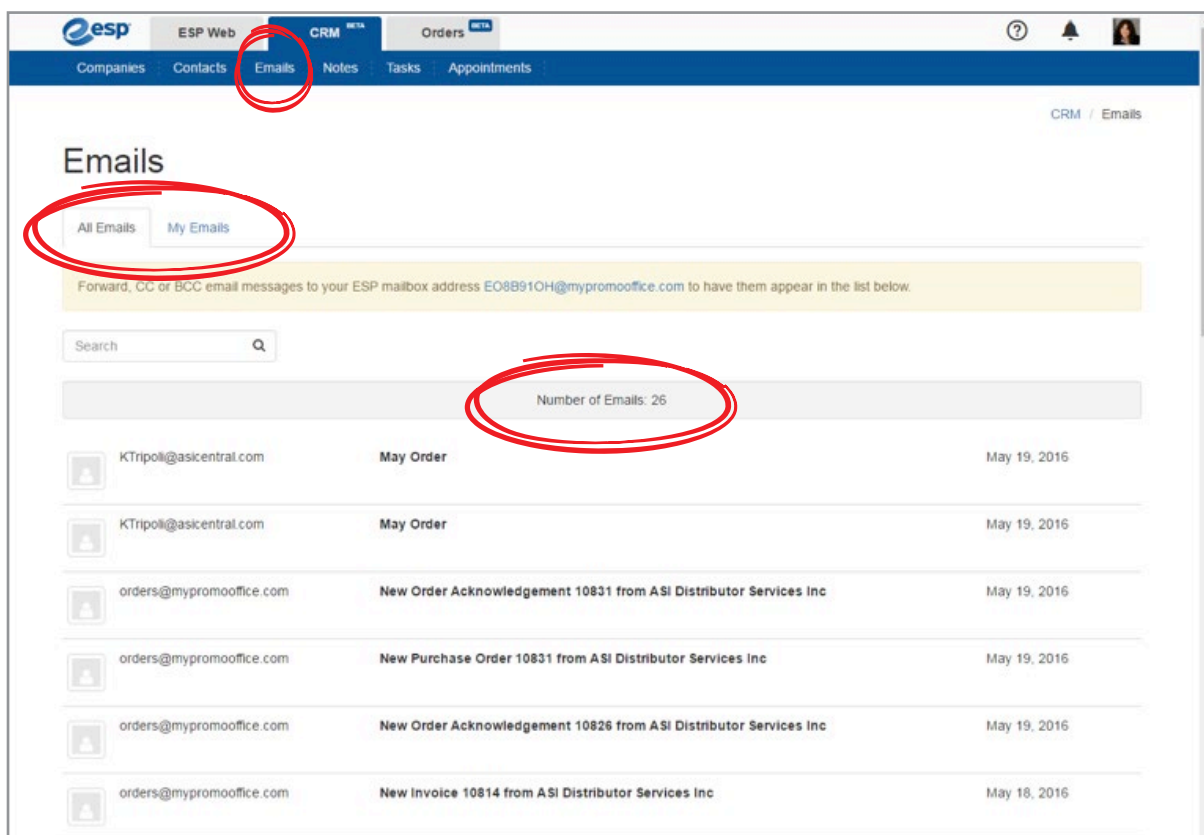 esp ESP Web CRM BETA Orders BETA
Companies Contacts Emails Notes Tasks Appointments
CRM / Emails
Emails
All Emails My Emails
Forward, CC or BCC email messages to your ESP mailbox address EO8B91OH@mypromooffice.com to have them appear in the list below.
Search
Number of Emails: 26
KTripoli@asicentral.com May Order May 19, 2016
KTripoli@asicentral.com May Order May 19, 2016
orders@mypromooffice.com New Order Acknowledgement 10831 from ASI Distributor Services Inc May 19, 2016
orders@mypromooffice.com New Purchase Order 10831 from ASI Distributor Services Inc May 19, 2016
orders@mypromooffice.com New Order Acknowledgement 10826 from ASI Distributor Services Inc May 19, 2016
orders@mypromooffice.com New Invoice 10814 from ASI Distributor Services Inc May 18, 2016